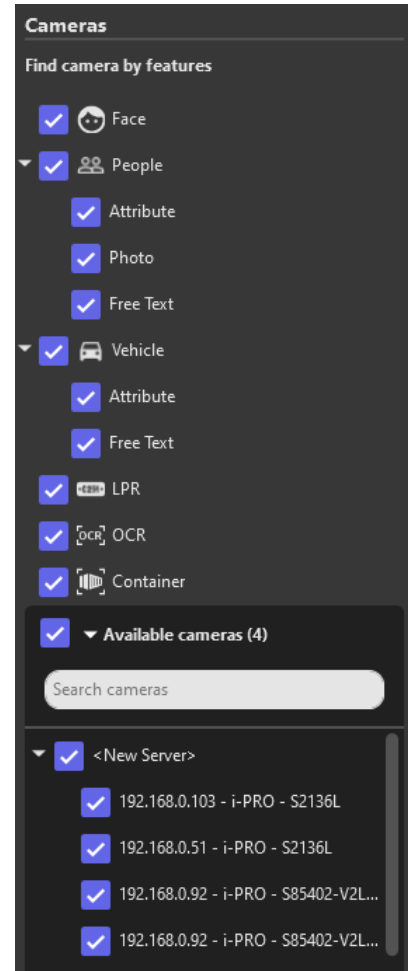 Cameras
Find camera by features
Face
People
Attribute
Photo
Free Text
Vehicle
Attribute
Free Text
LPR
OCR OCR
Container
Available cameras (4)
Search cameras
<New Server>
192.168.0.103 - i-PRO - S2136L
192.168.0.51 - i-PRO - S2136L
192.168.0.92 - i-PRO - S85402-V2L...
192.168.0.92 - i-PRO - S85402-V2L...